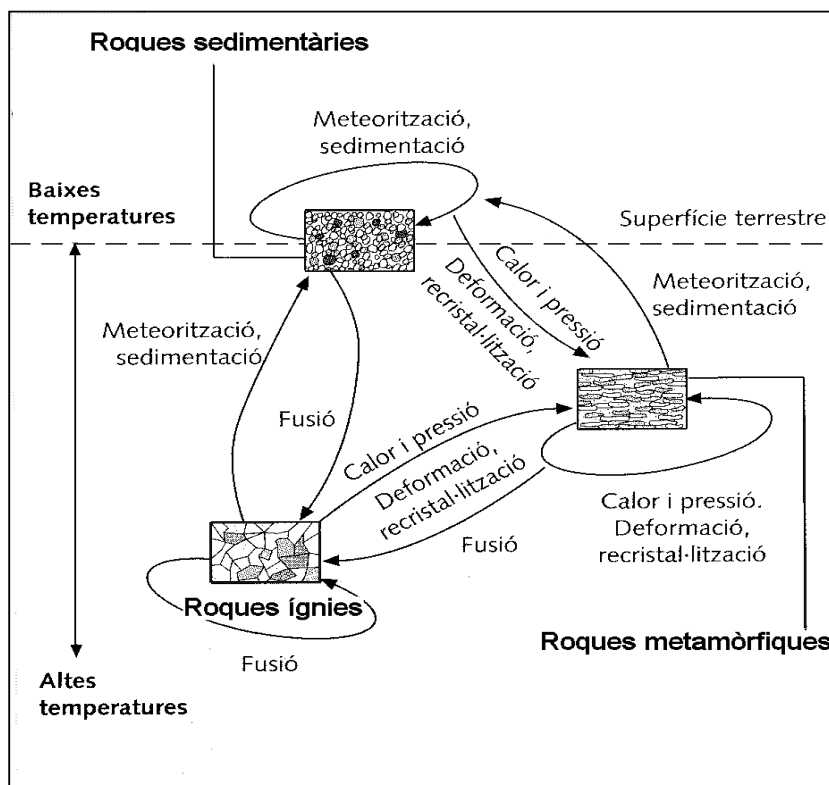 Roques sedimentàries
Meteorització,
sedimentació
Baixes
temperatures
Superfície terrestre
Calor i pressió
Deformació,
recristal·lització
Meteorització,
sedimentació
Meteorització,
sedimentació
Fusió
Calor i pressió
Deformació,
recristal·lització
Fusió
Calor i pressió.
Deformació,
recristal·lització
Roques ígnies
Fusió
Roques metamòrfiques
Altes
temperatures